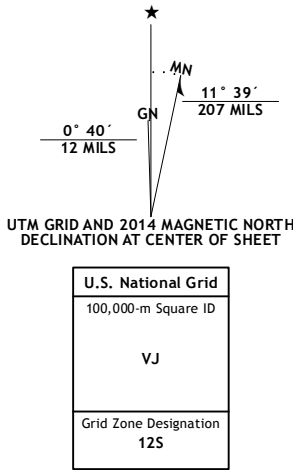 ★
MN
11° 39´
207 MILS
GN
0° 40´
12 MILS
UTM GRID AND 2014 MAGNETIC NORTH
DECLINATION AT CENTER OF SHEET
U.S. National Grid
100,000-m Square ID
VJ
Grid Zone Designation
12S